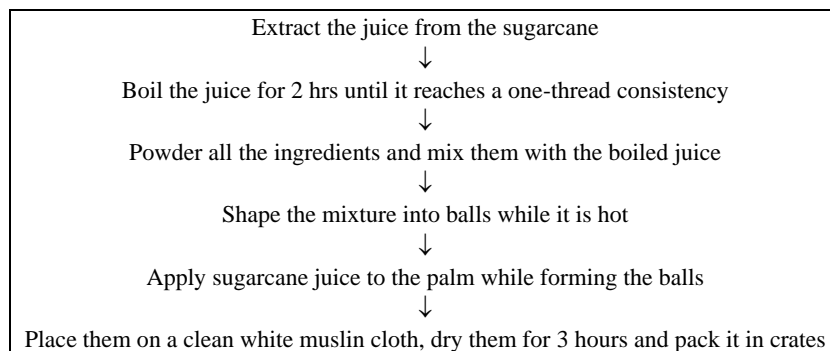 Extract the juice from the sugarcane
↓
Boil the juice for 2 hrs until it reaches a one-thread consistency
↓
Powder all the ingredients and mix them with the boiled juice
↓
Shape the mixture into balls while it is hot
↓
Apply sugarcane juice to the palm while forming the balls
↓
Place them on a clean white muslin cloth, dry them for 3 hours and pack it in crates